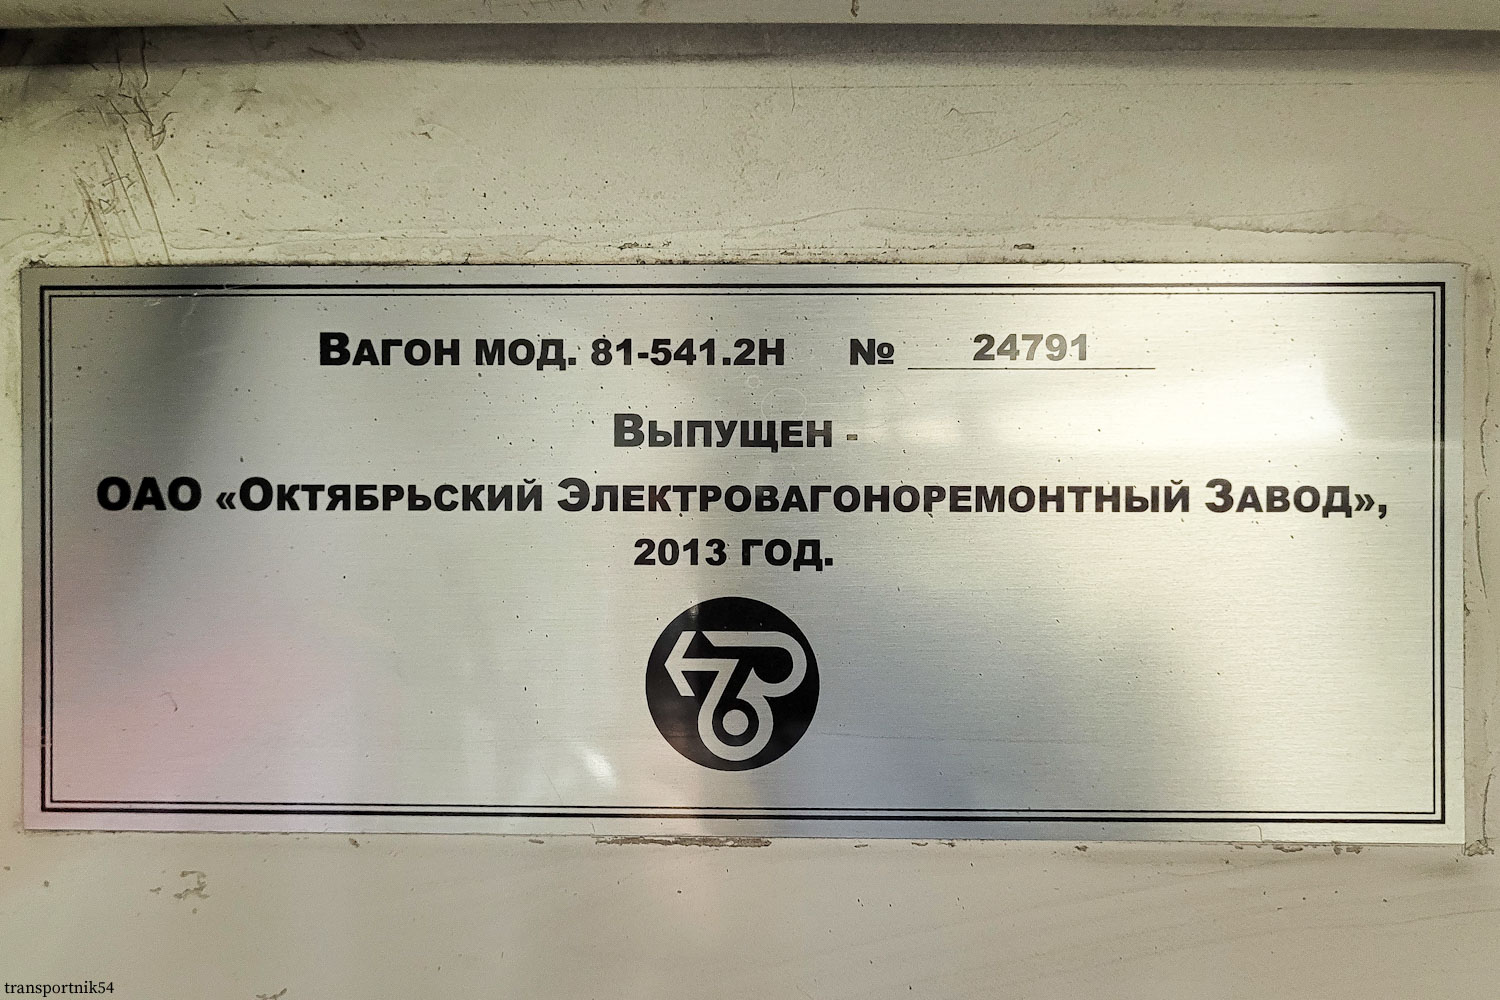 Вагон мод. 81-541.2Н № 24791
Выпущен -
ОАО «Октябрьский Электровагоноремонтный Завод»,
2013 год.
transportnik54